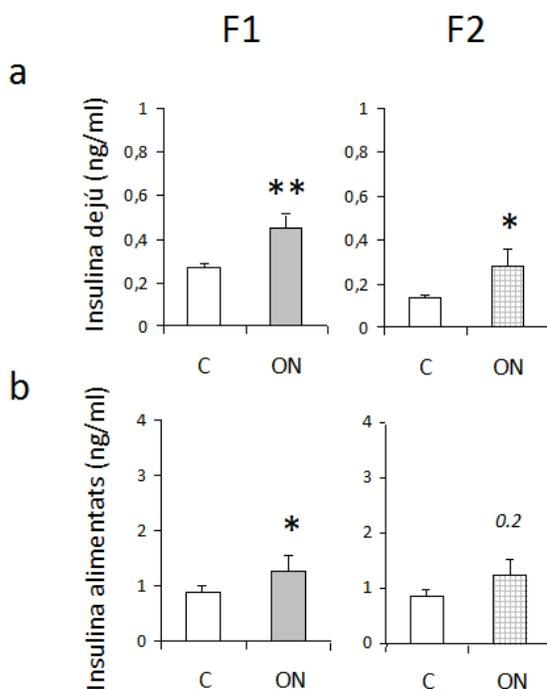 F1
F2
a
Insulina dejú (ng/ml)
1
0,8
0,6
0,4
0,2
0
**
C
ON
1
0,8
0,6
0,4
0,2
0
*
C
ON
b
Insulina alimentats (ng/ml)
4
3
2
1
0
*
C
ON
4
3
2
1
0
0.2
C
ON